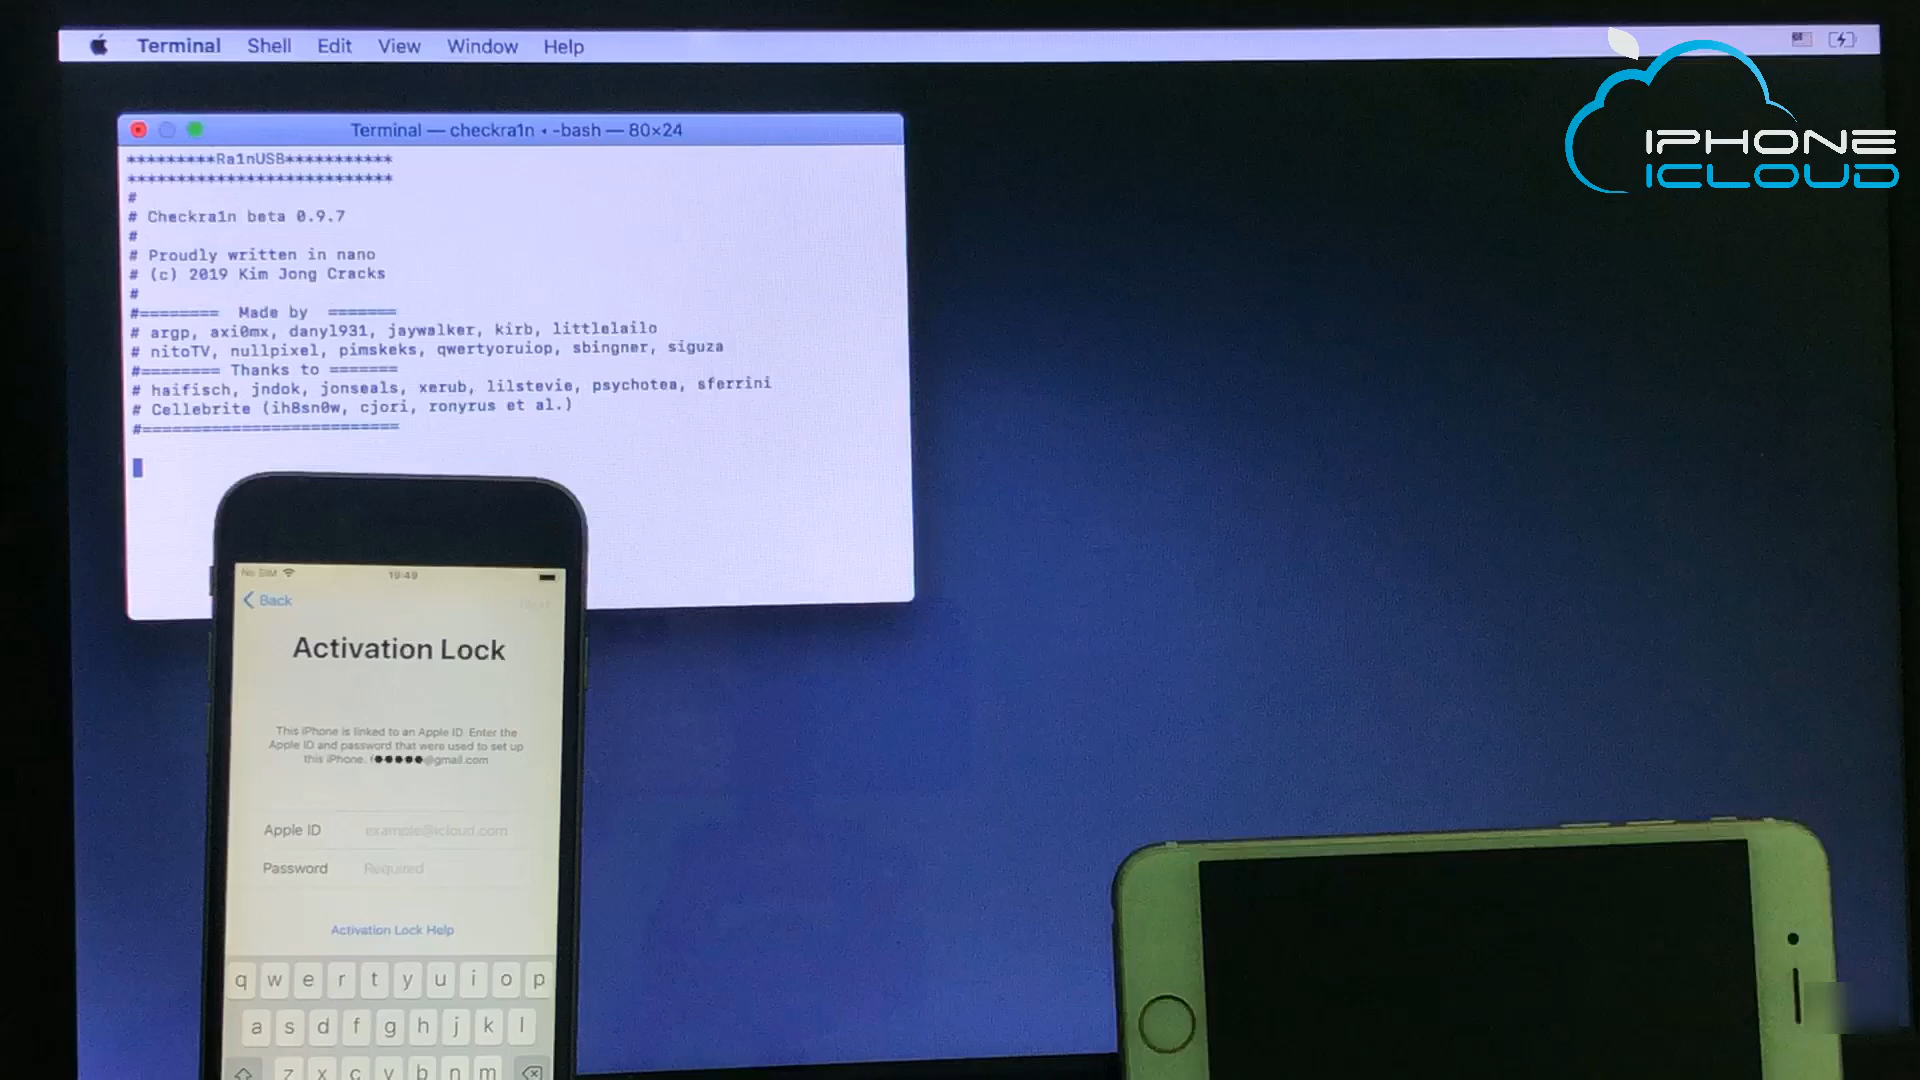 Terminal Shell Edit View Window Help
IPHONE
ICLOUD
Terminal — checkra1n ◂ -bash — 80×24
*********Ra1nUSB***********
***************************
#
# Checkra1n beta 0.9.7
#
# Proudly written in nano
# (c) 2019 Kim Jong Cracks
#
#======== Made by =======
# argp, axi0mx, danyl931, jaywalker, kirb, littlelailo
# nitoTV, nullpixel, pimskeks, qwertyoruiop, sbingner, siguza
#======== Thanks to =======
# haifisch, jndok, jonseals, xerub, lilstevie, psychotea, sferrini
# Cellebrite (ih8sn0w, cjori, ronyrus et al.)
#==========================
No SIM 19:49
Back Next
Activation Lock
This iPhone is linked to an Apple ID. Enter the
Apple ID and password that were used to set up
this iPhone. f●●●●●@gmail.com
Apple ID example@icloud.com
Password Required
Activation Lock Help
q w e r t y u i o p
a s d f g h j k l
z x c v b n m